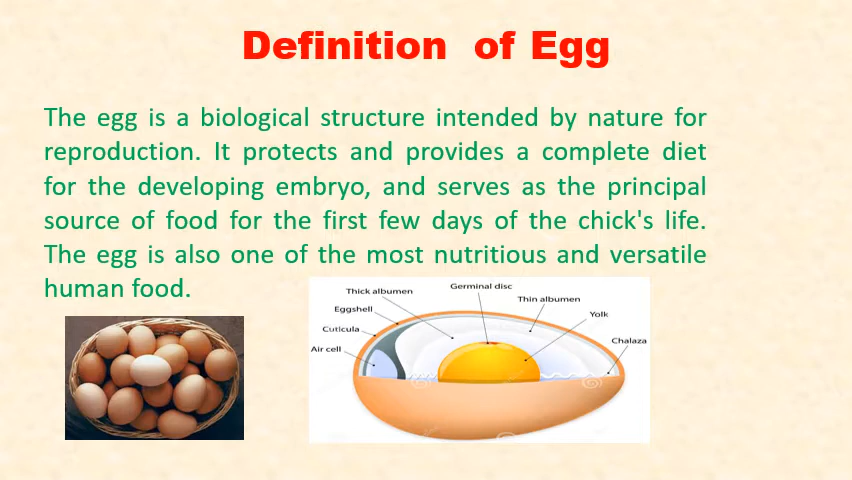 Definition of Egg
The egg is a biological structure intended by nature for
reproduction. It protects and provides a complete diet
for the developing embryo, and serves as the principal
source of food for the first few days of the chick's life.
The egg is also one of the most nutritious and versatile
human food.
Thick albumen
Germinal disc
Thin albumen
Eggshell
Yolk
Cuticula
Chalaza
Air cell